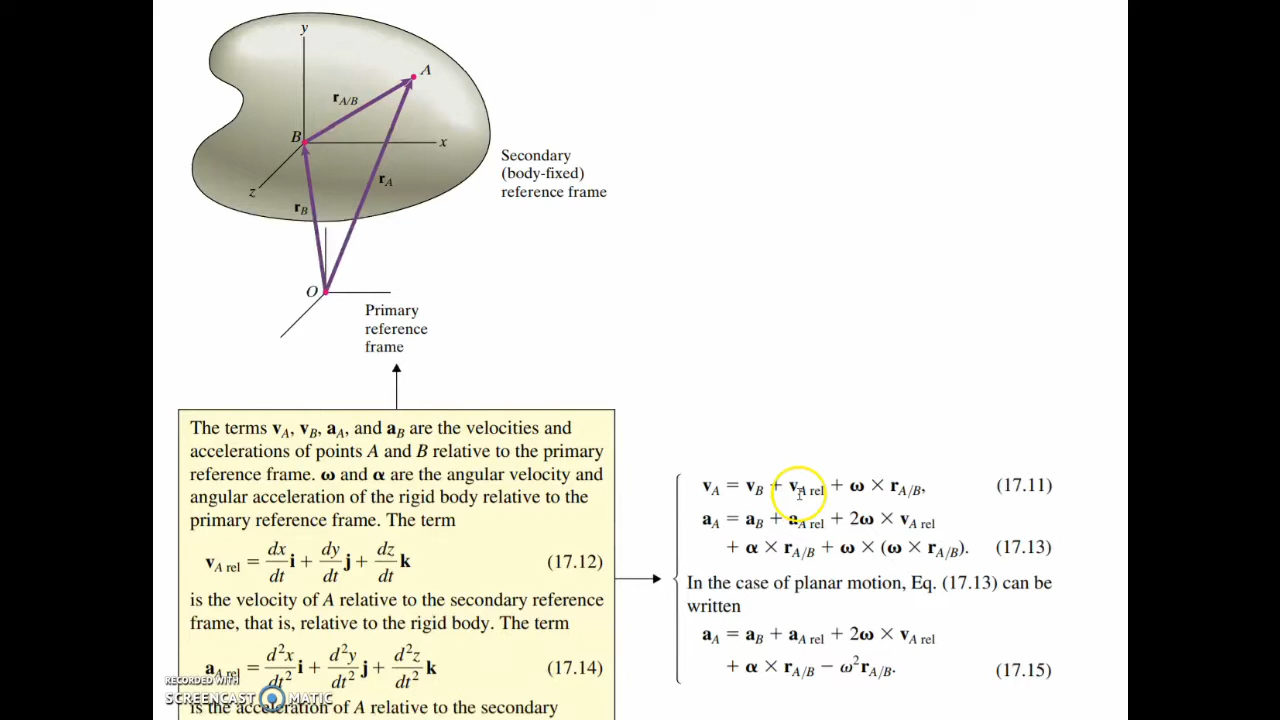 y
A
r_{A/B}
B
x
Secondary
(body-fixed)
reference frame
r_A
z
r_B
O
Primary
reference
frame
The terms v_A, v_B, a_A, and a_B are the velocities and
accelerations of points A and B relative to the primary
reference frame. ω and α are the angular velocity and
angular acceleration of the rigid body relative to the
primary reference frame. The term
v_{A rel} = dx/dt i + dy/dt j + dz/dt k (17.12)
is the velocity of A relative to the secondary reference
frame, that is, relative to the rigid body. The term
a_{A rel} = d²x/dt² i + d²y/dt² j + d²z/dt² k (17.14)
is the acceleration of A relative to the secondary
v_A = v_B + v_{A rel} + ω × r_{A/B}, (17.11)
a_A = a_B + a_{A rel} + 2ω × v_{A rel}
+ α × r_{A/B} + ω × (ω × r_{A/B}). (17.13)
In the case of planar motion, Eq. (17.13) can be
written
a_A = a_B + a_{A rel} + 2ω × v_{A rel}
+ α × r_{A/B} − ω²r_{A/B}. (17.15)
RECORDED WITH
SCREENCAST MATIC